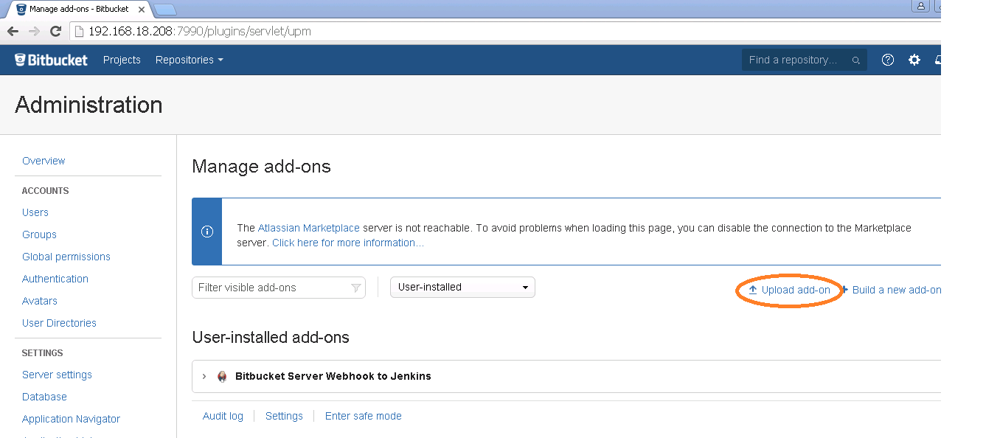 Manage add-ons - Bitbucket
192.168.18.208:7990/plugins/servlet/upm
Bitbucket Projects Repositories Find a repository...
Administration
Overview
ACCOUNTS
Users
Groups
Global permissions
Authentication
Avatars
User Directories
SETTINGS
Server settings
Database
Application Navigator
Manage add-ons
The Atlassian Marketplace server is not reachable. To avoid problems when loading this page, you can disable the connection to the Marketplace
server. Click here for more information...
Filter visible add-ons User-installed Upload add-on Build a new add-on
User-installed add-ons
Bitbucket Server Webhook to Jenkins
Audit log Settings Enter safe mode